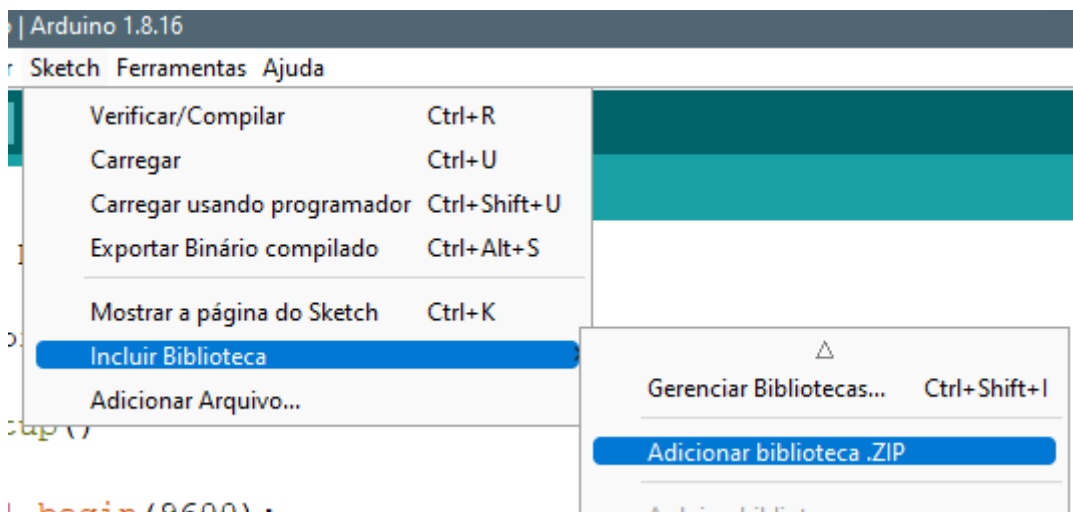 | Arduino 1.8.16
Sketch Ferramentas Ajuda
Verificar/Compilar Ctrl+R
Carregar Ctrl+U
Carregar usando programador Ctrl+Shift+U
Exportar Binário compilado Ctrl+Alt+S
Mostrar a página do Sketch Ctrl+K
Incluir Biblioteca
Gerenciar Bibliotecas... Ctrl+Shift+I
Adicionar Arquivo...
Adicionar biblioteca .ZIP